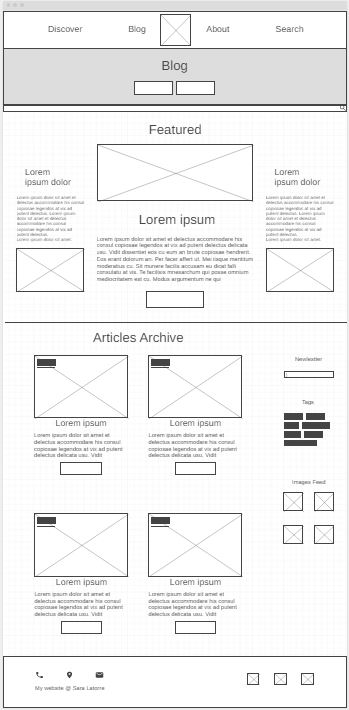 Discover Blog About Search
Blog
Featured
Lorem
ipsum dolor
Lorem ipsum dolor sit amet et
delectus accommodare his consul
copiosae legendos at vix ad
putent delectus. Lorem ipsum
dolor sit amet et delectus
accommodare his consul
copiosae legendos at vix ad
putent delectus.
Lorem ipsum dolor sit amet.
Lorem ipsum
Lorem ipsum dolor sit amet et delectus accommodare his
consul copiosae legendos at vix ad putent delectus delicata
usu. Vidit dissentiet eos cu eum an brute copiosae hendrerit.
Eos erant dolorum an. Per facer affert ut. Mei iisque mentitum
moderatius cu. Sit munere facilis accusam eu dicat falli
consulatu at vis. Te facilisis mnesarchum qui posse omnium
mediocritatem est cu. Modus argumentum ne qui
Lorem
ipsum dolor
Lorem ipsum dolor sit amet et
delectus accommodare his consul
copiosae legendos at vix ad
putent delectus. Lorem ipsum
dolor sit amet et delectus
accommodare his consul
copiosae legendos at vix ad
putent delectus.
Lorem ipsum dolor sit amet.
Articles Archive
Lorem ipsum
Lorem ipsum dolor sit amet et
delectus accommodare his consul
copiosae legendos at vix ad putent
delectus delicata usu. Vidit
Lorem ipsum
Lorem ipsum dolor sit amet et
delectus accommodare his consul
copiosae legendos at vix ad putent
delectus delicata usu. Vidit
Lorem ipsum
Lorem ipsum dolor sit amet et
delectus accommodare his consul
copiosae legendos at vix ad putent
delectus delicata usu. Vidit
Lorem ipsum
Lorem ipsum dolor sit amet et
delectus accommodare his consul
copiosae legendos at vix ad putent
delectus delicata usu. Vidit
Newsletter
Tags
Images Feed
My website @ Sara Latorre